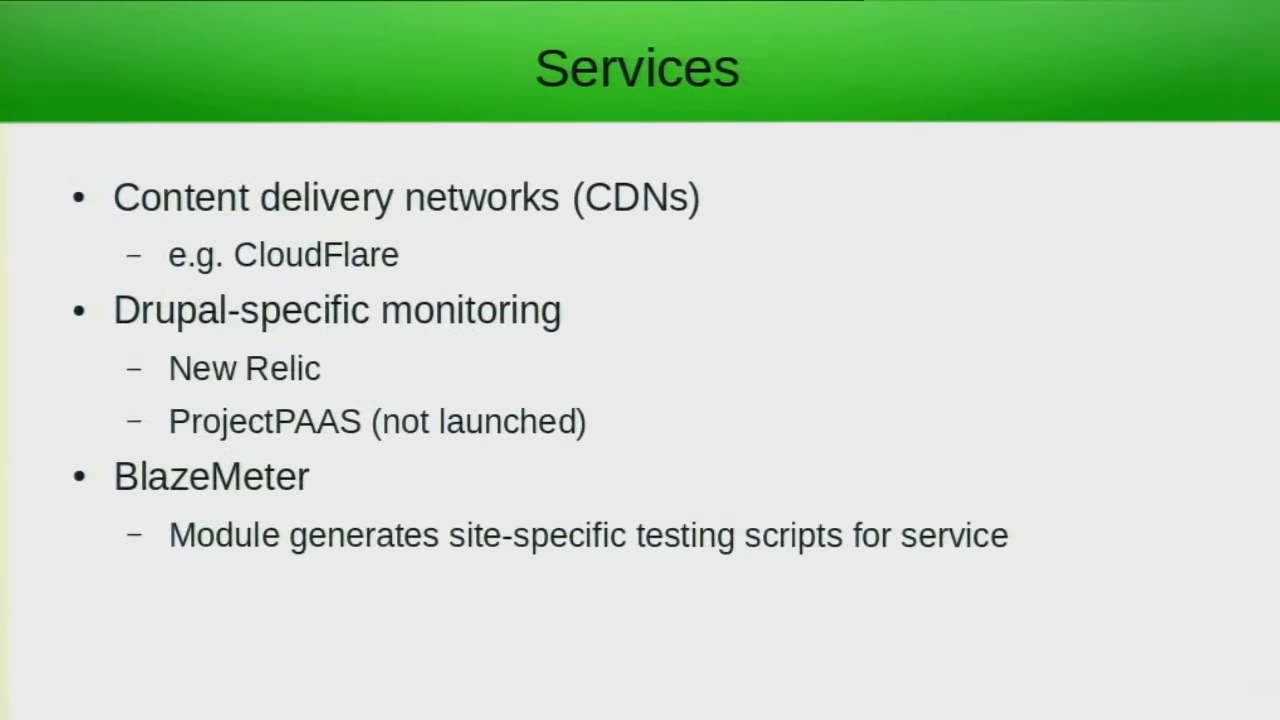 Services
• Content delivery networks (CDNs)
– e.g. CloudFlare
• Drupal-specific monitoring
– New Relic
– ProjectPAAS (not launched)
• BlazeMeter
– Module generates site-specific testing scripts for service